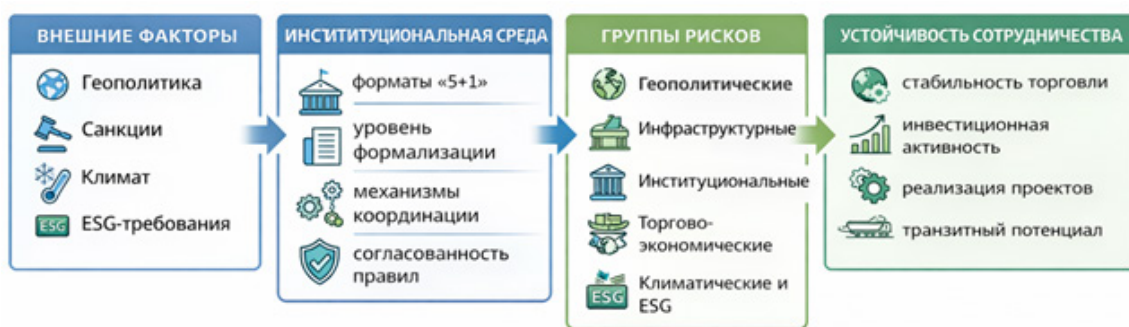 ВНЕШНИЕ ФАКТОРЫ
Геополитика
Санкции
Климат
ESG
ESG-требования
ИНСТИТИТУЦИОНАЛЬНАЯ СРЕДА
форматы «5+1»
уровень
формализации
механизмы
координации
согласованность
правил
ГРУППЫ РИСКОВ
Геополитические
Инфраструктурные
Институциональные
Торгово-
экономические
ESG
Климатические и
ESG
УСТОЙЧИВОСТЬ СОТРУДНИЧЕСТВА
стабильность торговли
инвестиционная
активность
реализация проектов
транзитный потенциал